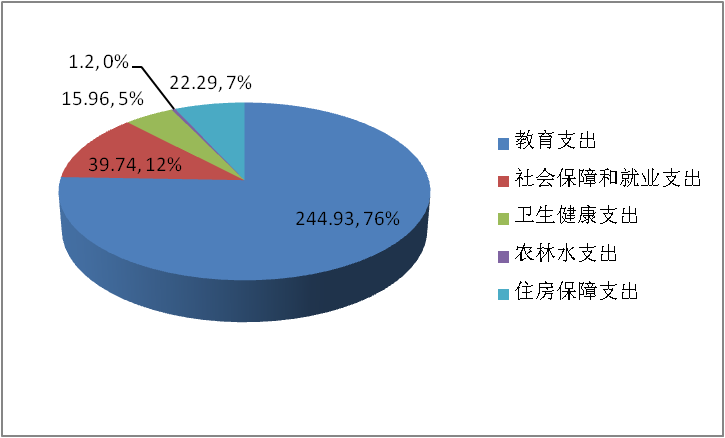 1.2, 0%
22.29, 7%
15.96, 5%
39.74, 12%
244.93, 76%
教育支出
社会保障和就业支出
卫生健康支出
农林水支出
住房保障支出